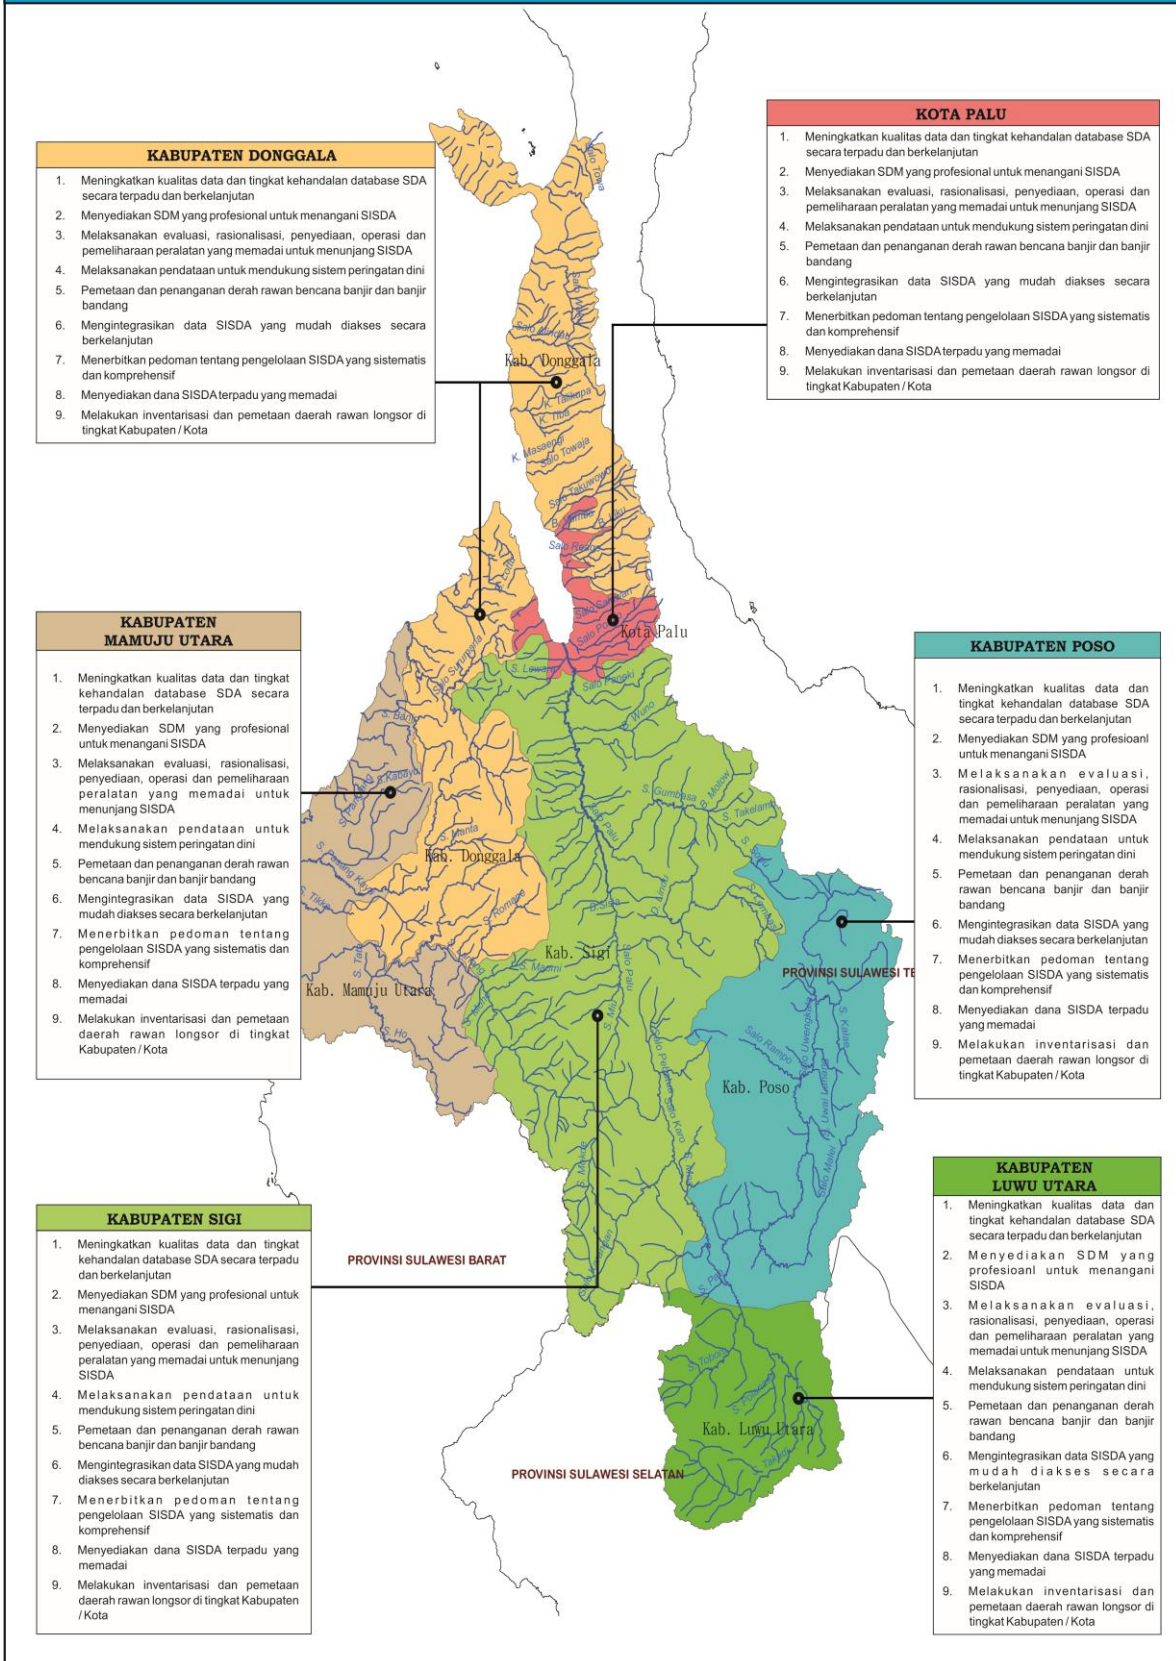 KABUPATEN DONGGALA
1. Meningkatkan kualitas data dan tingkat kehandalan database SDA
secara terpadu dan berkelanjutan
2. Menyediakan SDM yang profesional untuk menangani SISDA
3. Melaksanakan evaluasi, rasionalisasi, penyediaan, operasi dan
pemeliharaan peralatan yang memadai untuk menunjang SISDA
4. Melaksanakan pendataan untuk mendukung sistem peringatan dini
5. Pemetaan dan penanganan derah rawan bencana banjir dan banjir
bandang
6. Mengintegrasikan data SISDA yang mudah diakses secara
berkelanjutan
7. Menerbitkan pedoman tentang pengelolaan SISDA yang sistematis
dan komprehensif
8. Menyediakan dana SISDA terpadu yang memadai
9. Melakukan inventarisasi dan pemetaan daerah rawan longsor di
tingkat Kabupaten / Kota
KOTA PALU
1. Meningkatkan kualitas data dan tingkat kehandalan database SDA
secara terpadu dan berkelanjutan
2. Menyediakan SDM yang profesional untuk menangani SISDA
3. Melaksanakan evaluasi, rasionalisasi, penyediaan, operasi dan
pemeliharaan peralatan yang memadai untuk menunjang SISDA
4. Melaksanakan pendataan untuk mendukung sistem peringatan dini
5. Pemetaan dan penanganan derah rawan bencana banjir dan banjir
bandang
6. Mengintegrasikan data SISDA yang mudah diakses secara
berkelanjutan
7. Menerbitkan pedoman tentang pengelolaan SISDA yang sistematis
dan komprehensif
8. Menyediakan dana SISDA terpadu yang memadai
9. Melakukan inventarisasi dan pemetaan daerah rawan longsor di
tingkat Kabupaten / Kota
Salo Towa
Kab. Donggala
K. Tiba
K. Masaengi
Salo Towaja
Salo Takuwowo
Kota Palu
KABUPATEN
MAMUJU UTARA
1. Meningkatkan kualitas data dan tingkat
kehandalan database SDA secara
terpadu dan berkelanjutan
2. Menyediakan SDM yang profesional
untuk menangani SISDA
3. Melaksanakan evaluasi, rasionalisasi,
penyediaan, operasi dan pemeliharaan
peralatan yang memadai untuk
menunjang SISDA
4. Melaksanakan pendataan untuk
mendukung sistem peringatan dini
5. Pemetaan dan penanganan derah rawan
bencana banjir dan banjir bandang
6. Mengintegrasikan data SISDA yang
mudah diakses secara berkelanjutan
7. Menerbitkan pedoman tentang
pengelolaan SISDA yang sistematis dan
komprehensif
8. Menyediakan dana SISDA terpadu yang
memadai
9. Melakukan inventarisasi dan pemetaan
daerah rawan longsor di tingkat
Kabupaten / Kota
KABUPATEN POSO
1. Meningkatkan kualitas data dan
tingkat kehandalan database SDA
secara terpadu dan berkelanjutan
2. Menyediakan SDM yang profesioanl
untuk menangani SISDA
3. Melaksanakan evaluasi,
rasionalisasi, penyediaan, operasi
dan pemeliharaan peralatan yang
memadai untuk menunjang SISDA
4. Melaksanakan pendataan untuk
mendukung sistem peringatan dini
5. Pemetaan dan penanganan derah
rawan bencana banjir dan banjir
bandang
6. Mengintegrasikan data SISDA yang
mudah diakses secara berkelanjutan
7. Menerbitkan pedoman tentang
pengelolaan SISDA yang sistematis
dan komprehensif
8. Menyediakan dana SISDA terpadu
yang memadai
9. Melakukan inventarisasi dan
pemetaan daerah rawan longsor di
tingkat Kabupaten / Kota
S. Wuno
S. Gumbasa
S. Kabayo
Salo Palu
S. Manta
Kab. Donggala
S. Tikke
Kab. Sigi
Salo Palu
PROVINSI SULAWESI TE
Kab. Mamuju Utara
S. Ho
Salo Rampo
S. Kalae
Kab. Poso
Salo Karo
Salo Malei
KABUPATEN SIGI
1. Meningkatkan kualitas data dan tingkat
kehandalan database SDA secara terpadu
dan berkelanjutan
2. Menyediakan SDM yang profesional untuk
menangani SISDA
3. Melaksanakan evaluasi, rasionalisasi,
penyediaan, operasi dan pemeliharaan
peralatan yang memadai untuk menunjang
SISDA
4. Melaksanakan pendataan untuk
mendukung sistem peringatan dini
5. Pemetaan dan penanganan derah rawan
bencana banjir dan banjir bandang
6. Mengintegrasikan data SISDA yang mudah
diakses secara berkelanjutan
7. Menerbitkan pedoman tentang
pengelolaan SISDA yang sistematis dan
komprehensif
8. Menyediakan dana SISDA terpadu yang
memadai
9. Melakukan inventarisasi dan pemetaan
daerah rawan longsor di tingkat Kabupaten
/ Kota
PROVINSI SULAWESI BARAT
Kab. Luwu Utara
PROVINSI SULAWESI SELATAN
KABUPATEN
LUWU UTARA
1. Meningkatkan kualitas data dan
tingkat kehandalan database SDA
secara terpadu dan berkelanjutan
2. Menyediakan SDM yang
profesioanl untuk menangani
SISDA
3. Melaksanakan evaluasi,
rasionalisasi, penyediaan, operasi
dan pemeliharaan peralatan yang
memadai untuk menunjang SISDA
4. Melaksanakan pendataan untuk
mendukung sistem peringatan dini
5. Pemetaan dan penanganan derah
rawan bencana banjir dan banjir
bandang
6. Mengintegrasikan data SISDA yang
mudah diakses secara
berkelanjutan
7. Menerbitkan pedoman tentang
pengelolaan SISDA yang sistematis
dan komprehensif
8. Menyediakan dana SISDA terpadu
yang memadai
9. Melakukan inventarisasi dan
pemetaan daerah rawan longsor di
tingkat Kabupaten / Kota